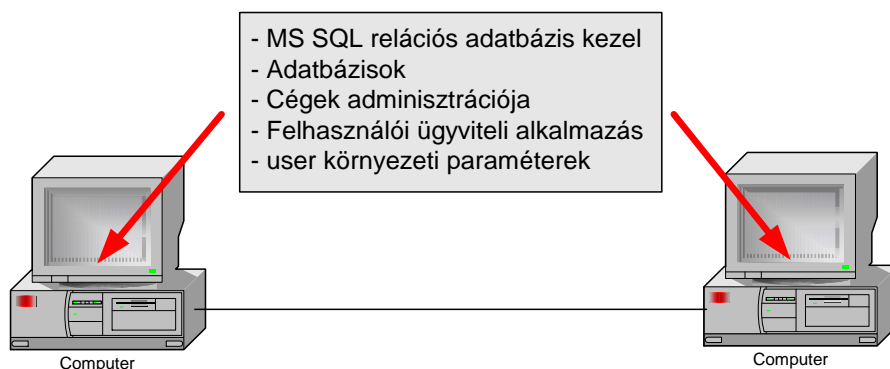 - MS SQL relációs adatbázis kezel
- Adatbázisok
- Cégek adminisztrációja
- Felhasználói ügyviteli alkalmazás
- user környezeti paraméterek
Computer
Computer